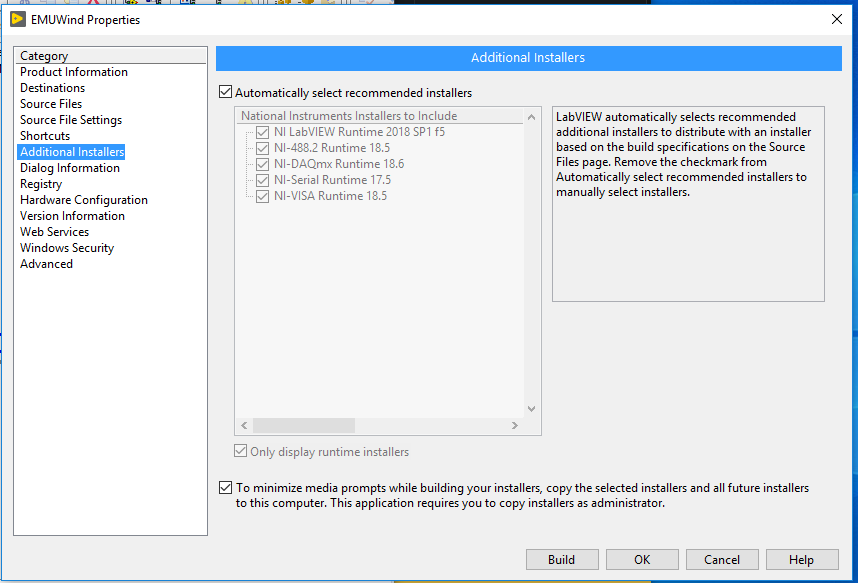 EMUWind Properties
Category
Product Information
Destinations
Source Files
Source File Settings
Shortcuts
Additional Installers
Dialog Information
Registry
Hardware Configuration
Version Information
Web Services
Windows Security
Advanced
Additional Installers
Automatically select recommended installers
National Instruments Installers to Include
NI LabVIEW Runtime 2018 SP1 f5
NI-488.2 Runtime 18.5
NI-DAQmx Runtime 18.6
NI-Serial Runtime 17.5
NI-VISA Runtime 18.5
LabVIEW automatically selects recommended
additional installers to distribute with an installer
based on the build specifications on the Source
Files page. Remove the checkmark from
Automatically select recommended installers to
manually select installers.
Only display runtime installers
To minimize media prompts while building your installers, copy the selected installers and all future installers
to this computer. This application requires you to copy installers as administrator.
Build
OK
Cancel
Help